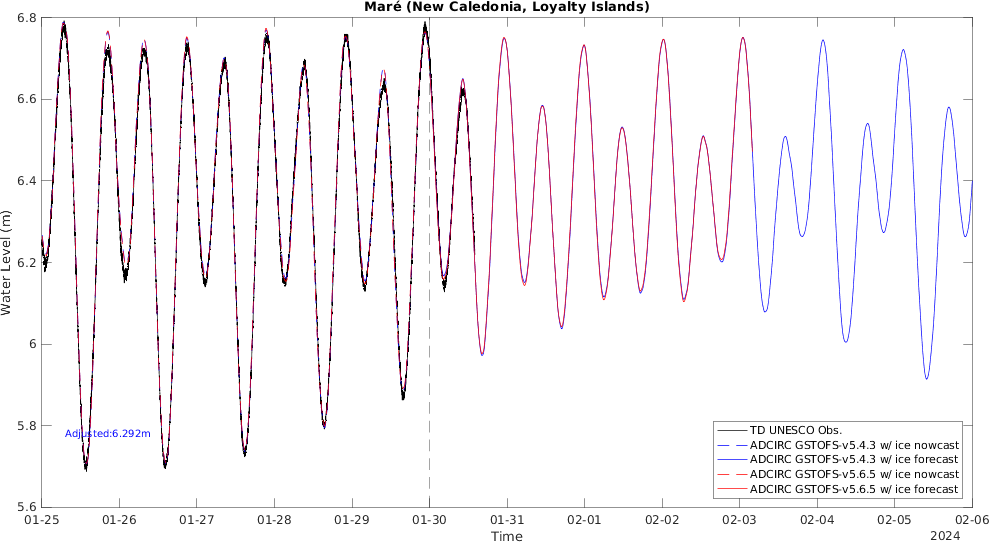 Maré (New Caledonia, Loyalty Islands)
6.8
6.6
6.4
6.2
6
5.8
5.6
Water Level (m)
Adjusted:6.292m
TD UNESCO Obs.
ADCIRC GSTOFS-v5.4.3 w/ ice nowcast
ADCIRC GSTOFS-v5.4.3 w/ ice forecast
ADCIRC GSTOFS-v5.6.5 w/ ice nowcast
ADCIRC GSTOFS-v5.6.5 w/ ice forecast
01-25 01-26 01-27 01-28 01-29 01-30 01-31 02-01 02-02 02-03 02-04 02-05 02-06
Time
2024